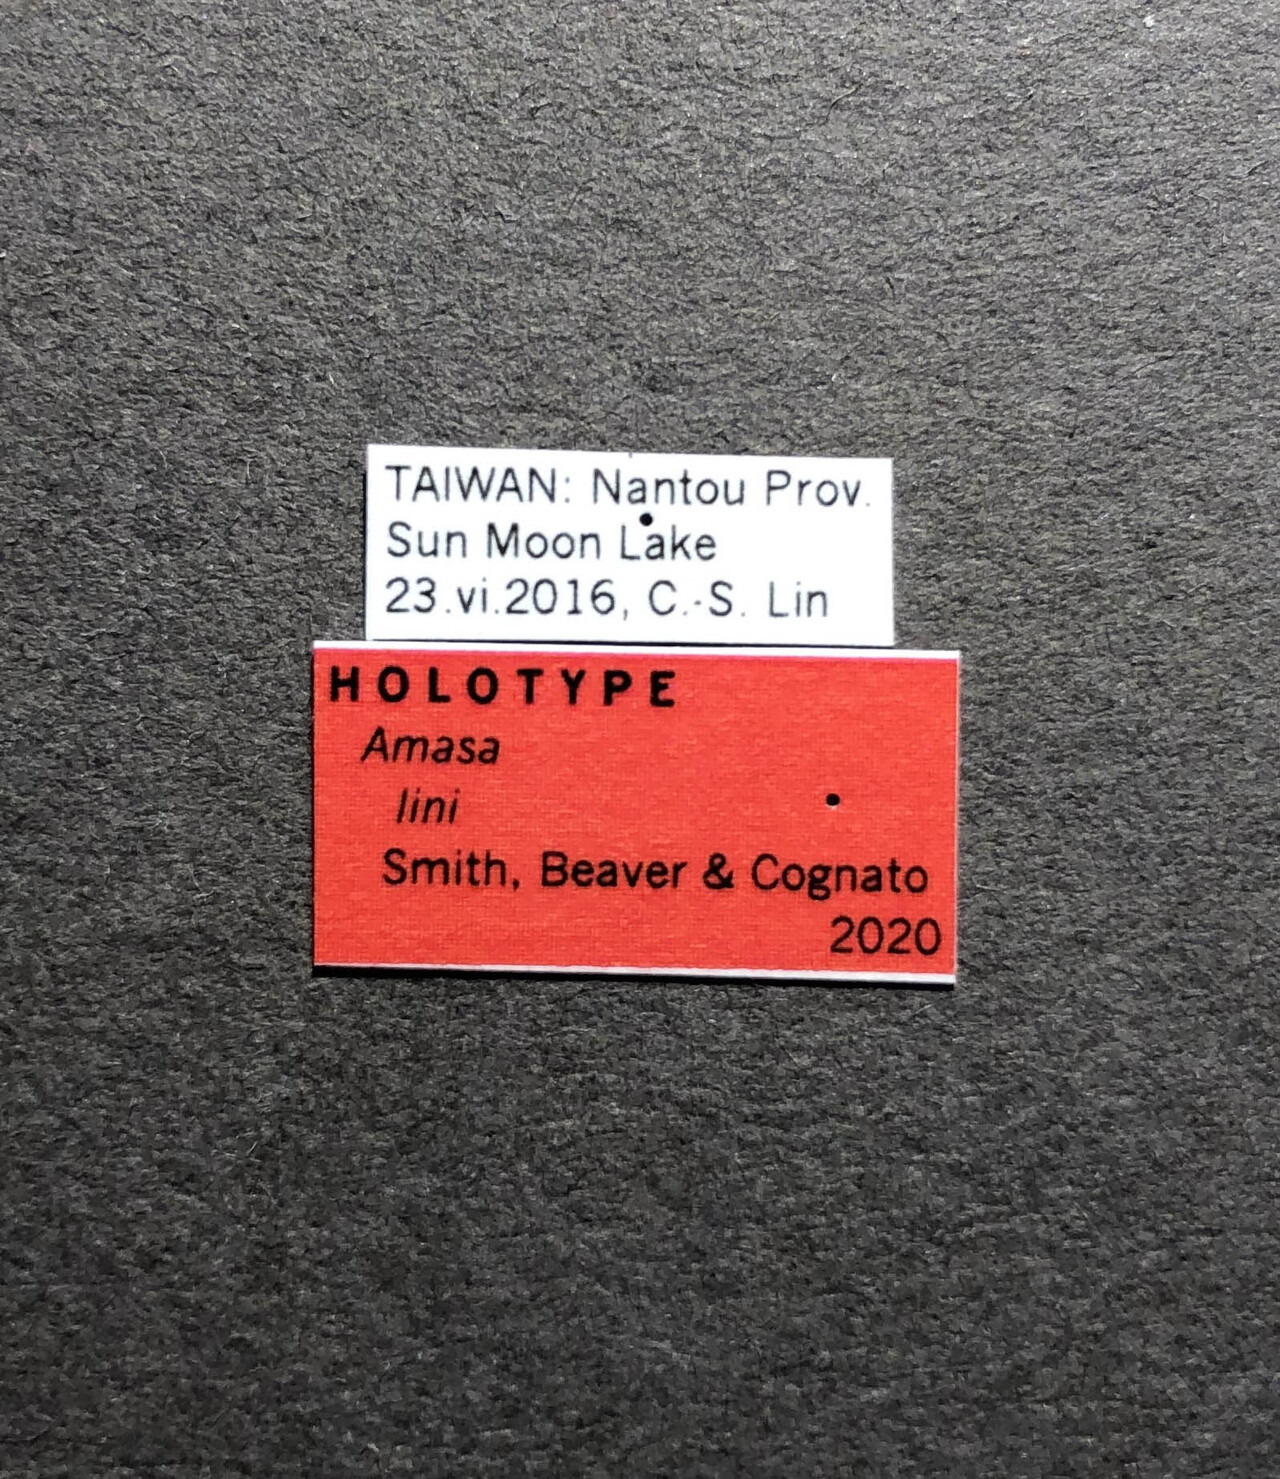 TAIWAN: Nantou Prov.
Sun Moon Lake
23.vi.2016, C.-S. Lin
HOLOTYPE
Amasa
lini
Smith, Beaver & Cognato
2020